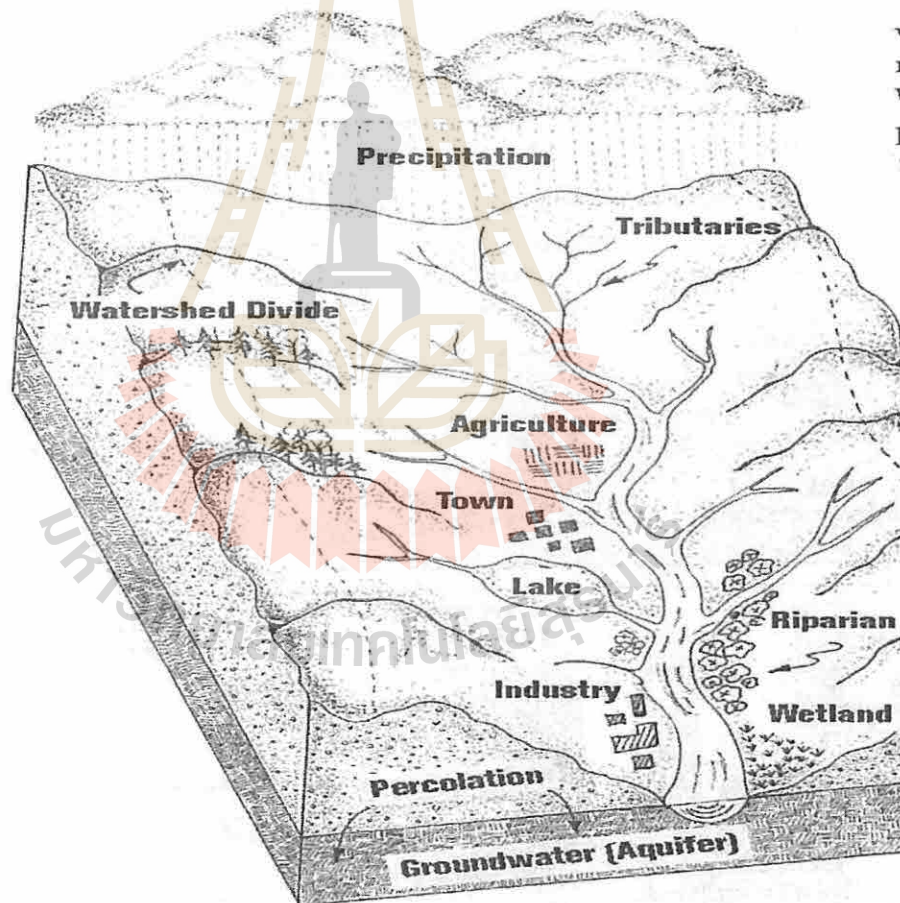 Precipitation
Tributaries
Watershed Divide
Agriculture
Town
Lake
Riparian
Industry
Wetland
Percolation
Groundwater (Aquifer)